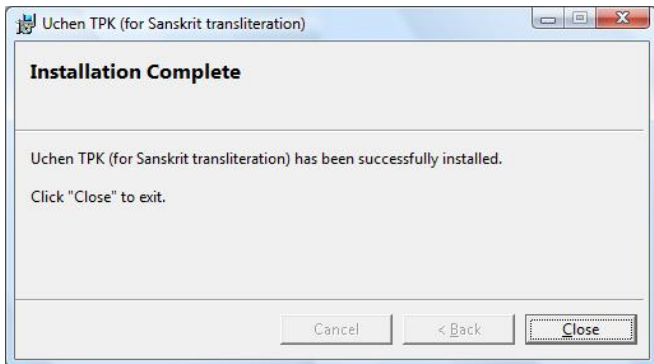 Uchen TPK (for Sanskrit transliteration)
Installation Complete
Uchen TPK (for Sanskrit transliteration) has been successfully installed.
Click "Close" to exit.
Cancel
< Back
Close